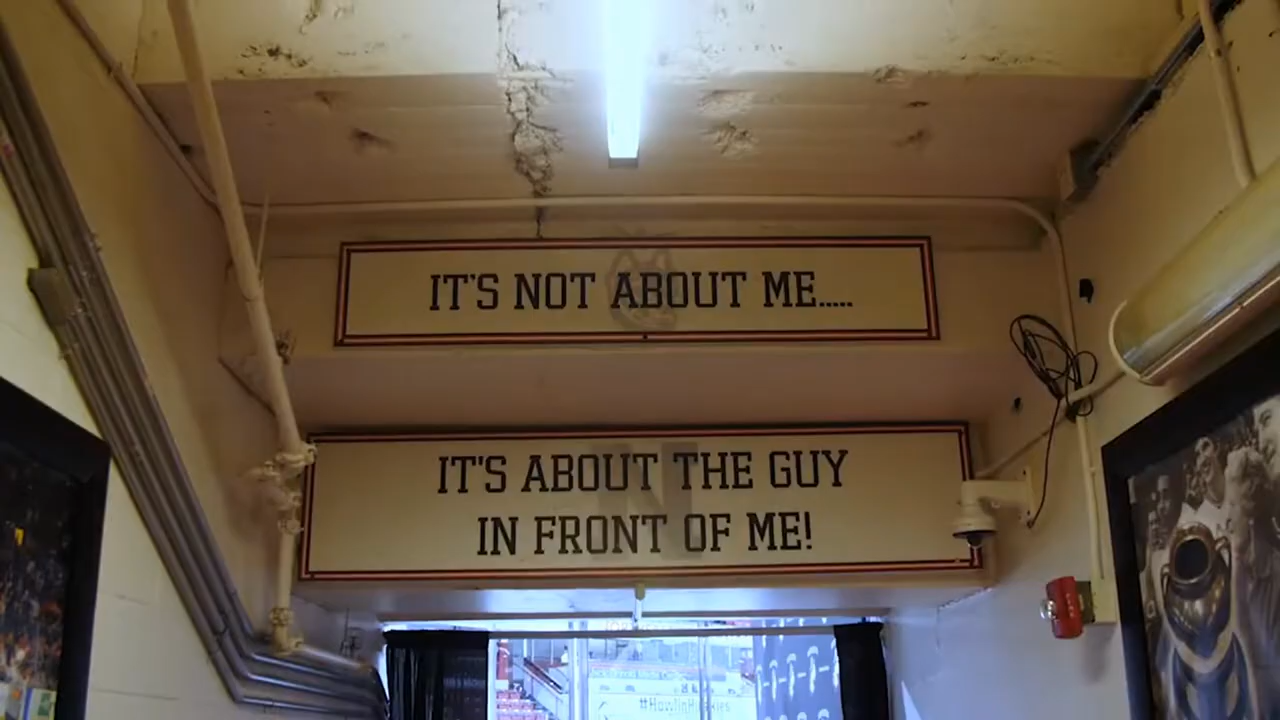 IT'S NOT ABOUT ME.....
IT'S ABOUT THE GUY
IN FRONT OF ME!
#HowlinHuskies